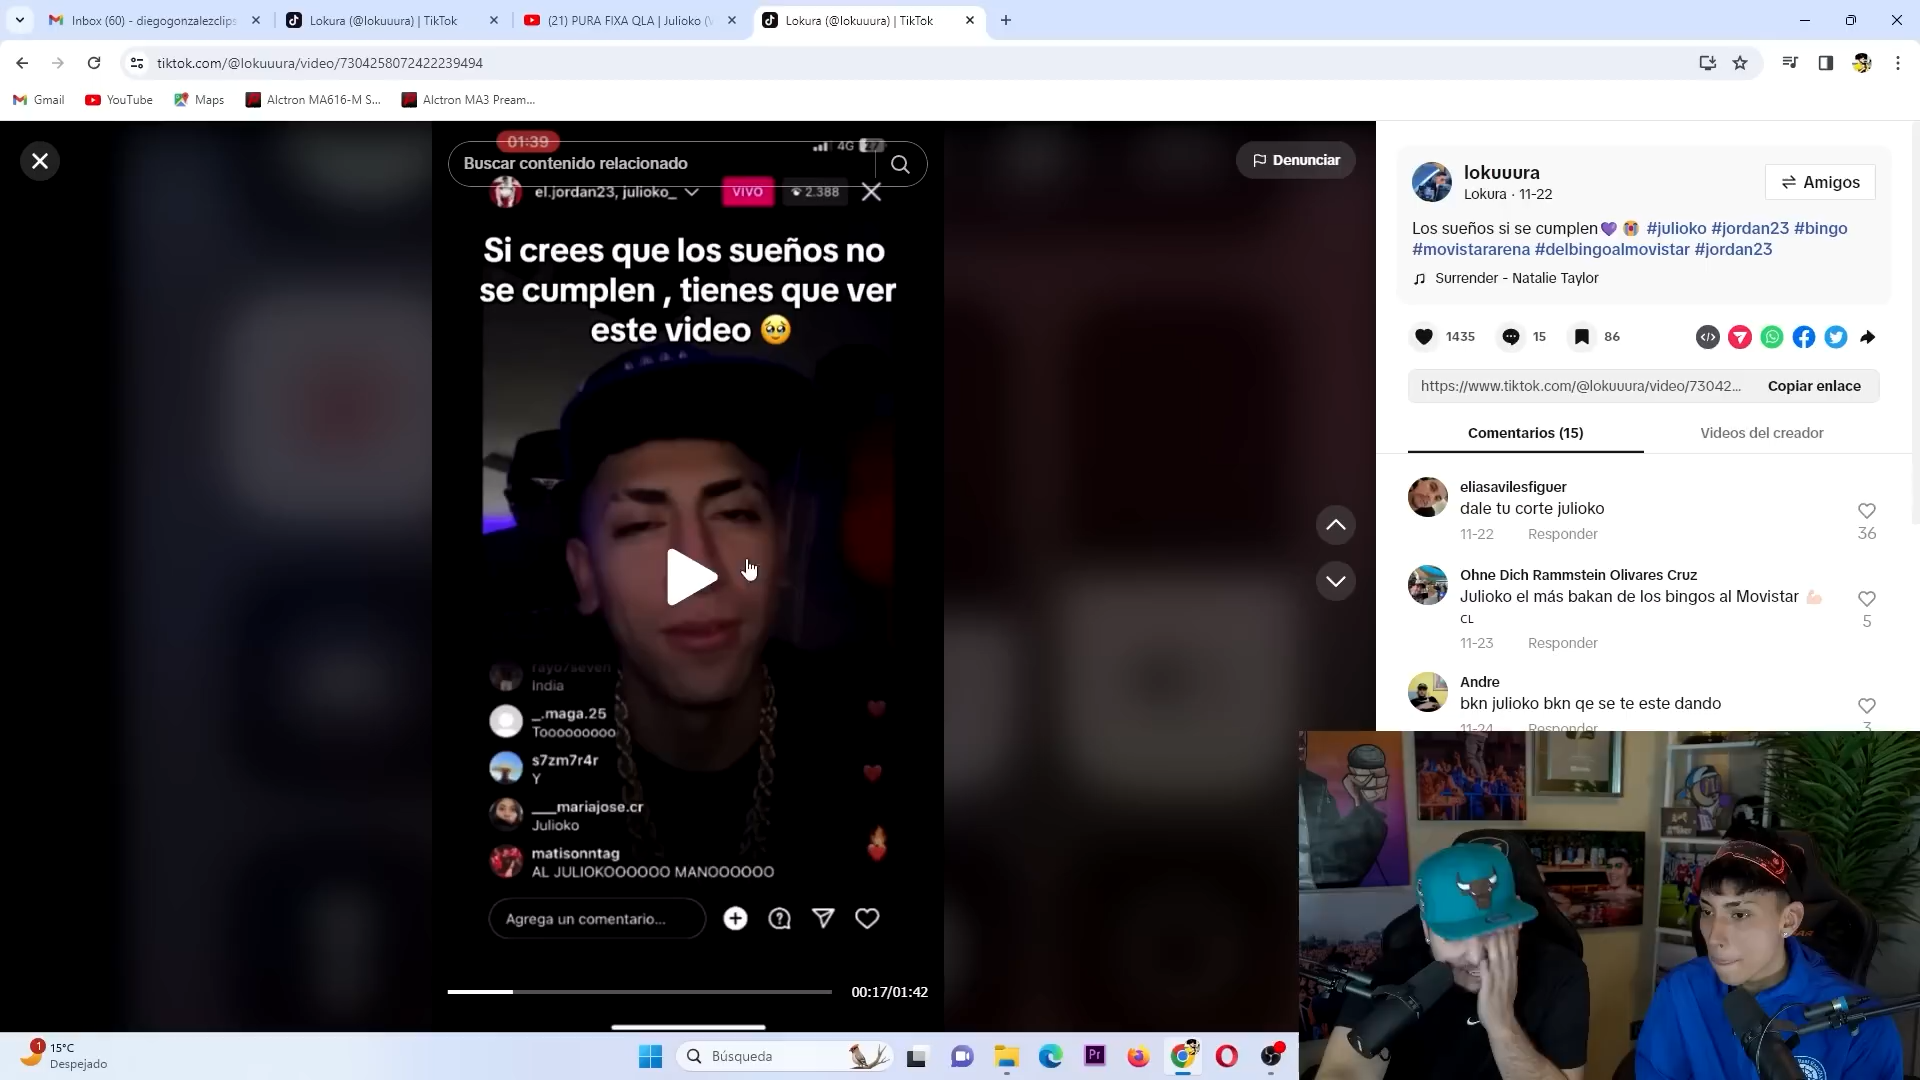 Inbox (60) - diegogonzalezclips
Lokura (@lokuuura) | TikTok
(21) PURA FIXA QLA | Julioko (
Lokura (@lokuuura) | TikTok
tiktok.com/@lokuuura/video/7304258072422239494
Gmail
YouTube
Maps
Alctron MA616-M S...
Alctron MA3 Pream...
01:39
4G
Buscar contenido relacionado
Denunciar
el.jordan23, julioko_
VIVO
2.388
Si crees que los sueños no
se cumplen , tienes que ver
este video 🥹
rayo7seven
India
_.maga.25
Tooooooooo
s7zm7r4r
Y
___mariajose.cr
Julioko
matisonntag
AL JULIOKOOOOOO MANOOOOOO
Agrega un comentario...
00:17/01:42
lokuuura
Lokura · 11-22
Amigos
Los sueños si se cumplen💜 😭 #julioko #jordan23 #bingo
#movistararena #delbingoalmovistar #jordan23
Surrender - Natalie Taylor
1435
15
86
https://www.tiktok.com/@lokuuura/video/73042...
Copiar enlace
Comentarios (15)
Videos del creador
eliasavilesfiguer
dale tu corte julioko
11-22
Responder
36
Ohne Dich Rammstein Olivares Cruz
Julioko el más bakan de los bingos al Movistar 💪🏻
CL
11-23
Responder
5
Andre
bkn julioko bkn qe se te este dando
11-24
Responder
3
1
15°C
Despejado
Búsqueda
Pr